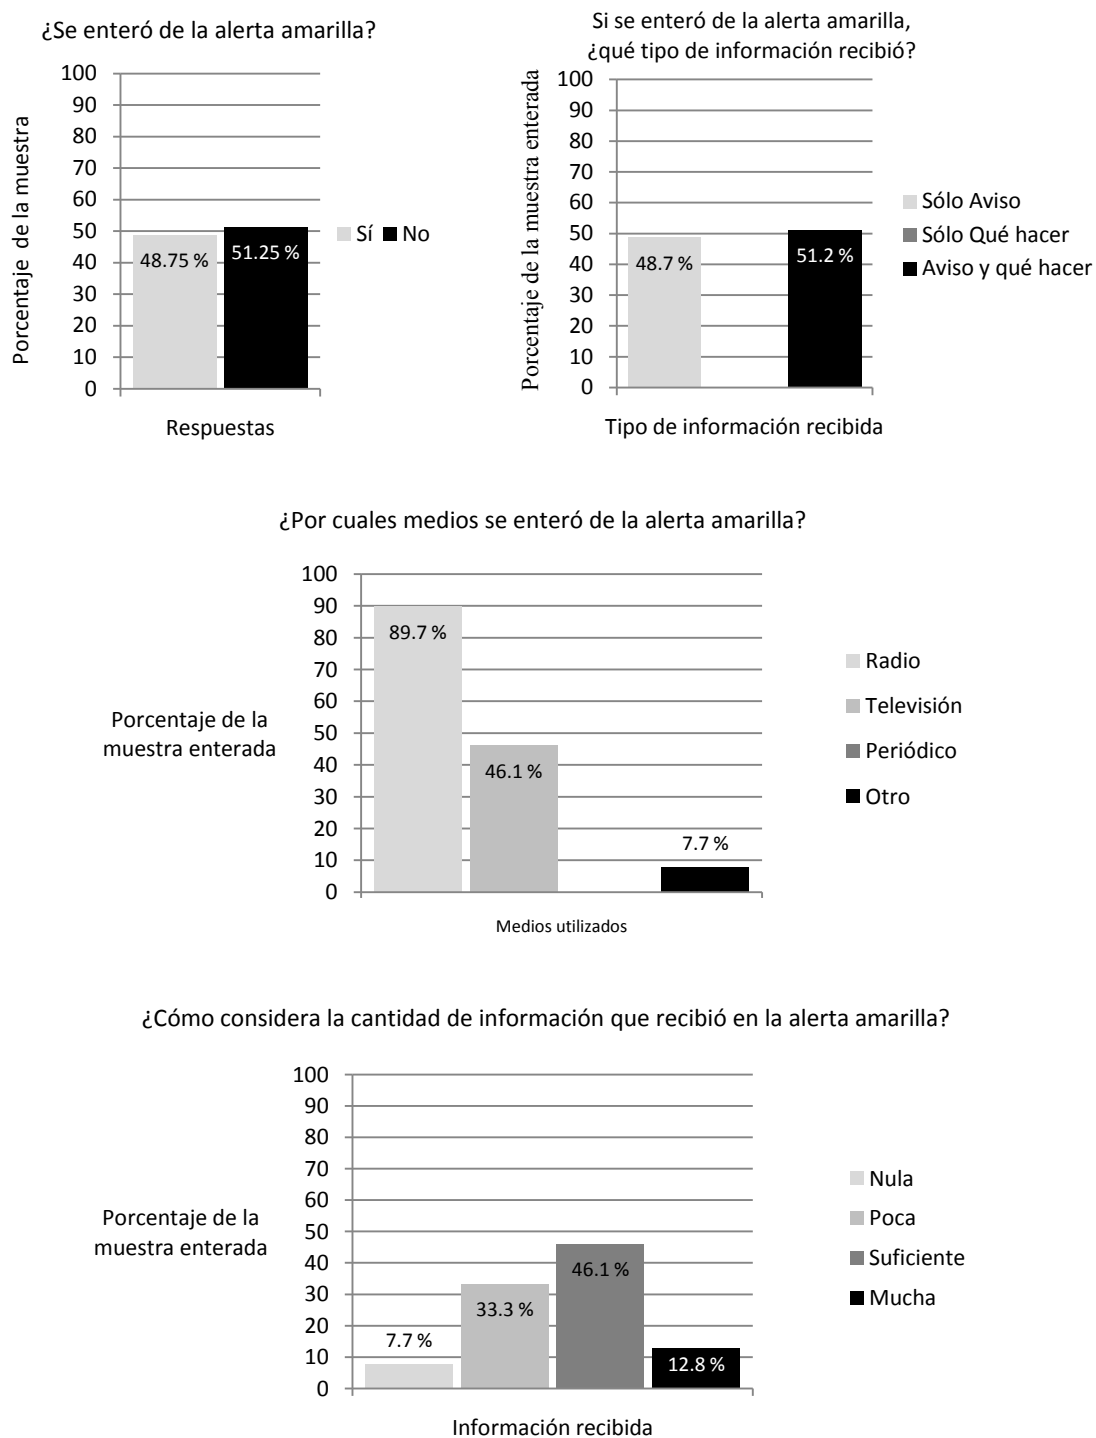 ¿Se enteró de la alerta amarilla?
100
90
80
70
60
50
40
30
20
10
0
Porcentaje de la muestra
48.75 %
51.25 %
Sí No
Respuestas
Si se enteró de la alerta amarilla,
¿qué tipo de información recibió?
100
90
80
70
60
50
40
30
20
10
0
Porcentaje de la muestra enterada
48.7 %
51.2 %
Sólo Aviso
Sólo Qué hacer
Aviso y qué hacer
Tipo de información recibida
¿Por cuales medios se enteró de la alerta amarilla?
100
90
80
70
60
50
40
30
20
10
0
Porcentaje de la
muestra enterada
89.7 %
46.1 %
7.7 %
Radio
Televisión
Periódico
Otro
Medios utilizados
¿Cómo considera la cantidad de información que recibió en la alerta amarilla?
100
90
80
70
60
50
40
30
20
10
0
Porcentaje de la
muestra enterada
7.7 %
33.3 %
46.1 %
12.8 %
Nula
Poca
Suficiente
Mucha
Información recibida